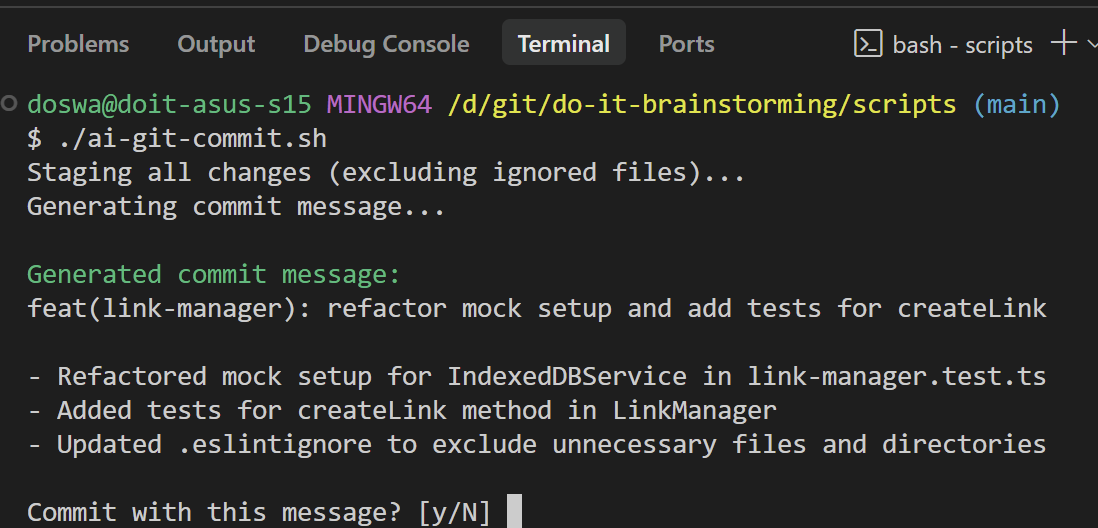 Problems Output Debug Console Terminal Ports bash - scripts
doswa@doit-asus-s15 MINGW64 /d/git/do-it-brainstorming/scripts (main)
$ ./ai-git-commit.sh
Staging all changes (excluding ignored files)...
Generating commit message...
Generated commit message:
feat(link-manager): refactor mock setup and add tests for createLink
- Refactored mock setup for IndexedDBService in link-manager.test.ts
- Added tests for createLink method in LinkManager
- Updated .eslintignore to exclude unnecessary files and directories
Commit with this message? [y/N]